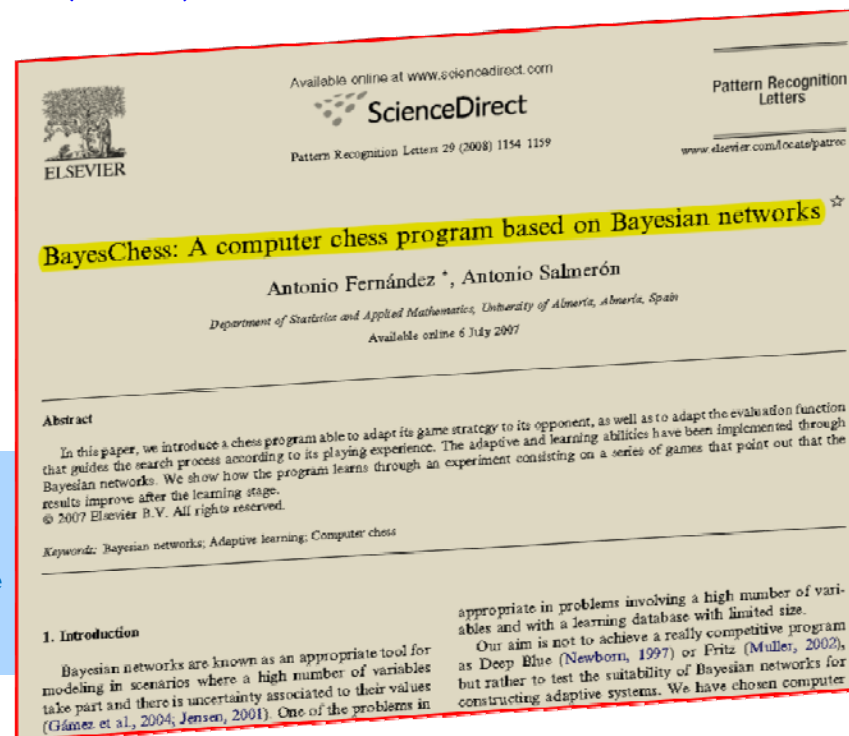 Available online at www.sciencedirect.com
ScienceDirect
ELSEVIER
Pattern Recognition Letters 29 (2008) 1154–1159
Pattern Recognition
Letters
www.elsevier.com/locate/patrec
BayesChess: A computer chess program based on Bayesian networks ☆
Antonio Fernández *, Antonio Salmerón
Department of Statistics and Applied Mathematics, University of Almería, Almería, Spain
Available online 6 July 2007
Abstract
In this paper, we introduce a chess program able to adapt its game strategy to its opponent, as well as to adapt the evaluation function
that guides the search process according to its playing experience. The adaptive and learning abilities have been implemented through
Bayesian networks. We show how the program learns through an experiment consisting on a series of games that point out that the
results improve after the learning stage.
© 2007 Elsevier B.V. All rights reserved.
Keywords: Bayesian networks; Adaptive learning; Computer chess
1. Introduction
Bayesian networks are known as an appropriate tool for
modeling in scenarios where a high number of variables
take part and there is uncertainty associated to their values
(Gámez et al., 2004; Jensen, 2001). One of the problems in
appropriate in problems involving a high number of vari-
ables and with a learning database with limited size.
Our aim is not to achieve a really competitive program
as Deep Blue (Newborn, 1997) or Fritz (Muller, 2002),
but rather to test the suitability of Bayesian networks for
constructing adaptive systems. We have chosen computer